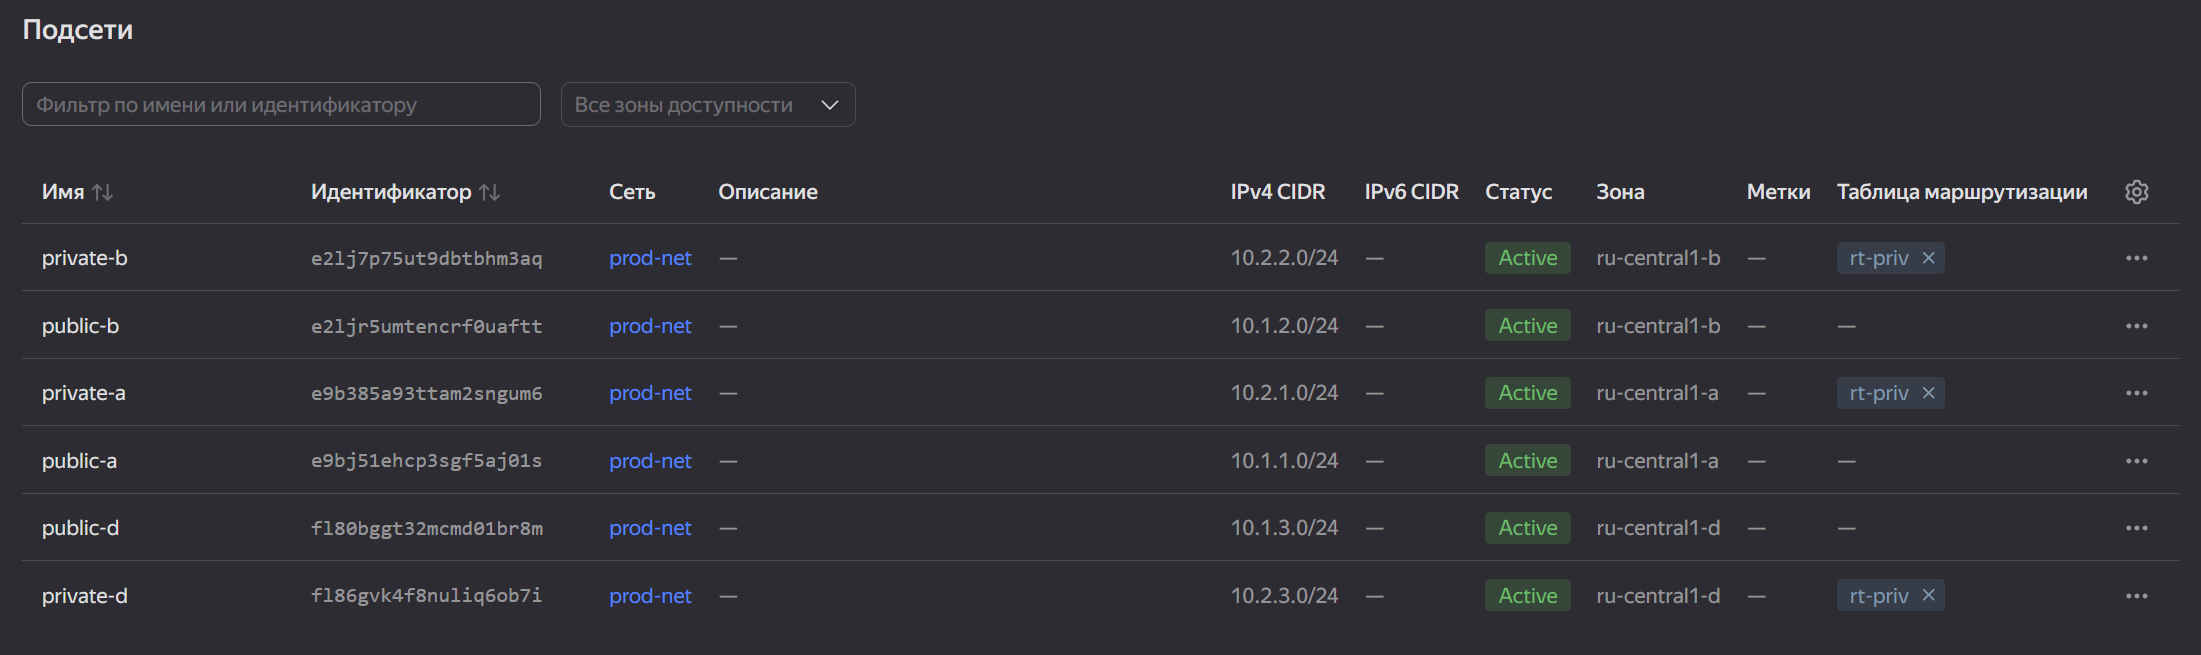 Подсети
Фильтр по имени или идентификатору Все зоны доступности
Имя Идентификатор Сеть Описание IPv4 CIDR IPv6 CIDR Статус Зона Метки Таблица маршрутизации
private-b e2lj7p75ut9dbtbhm3aq prod-net — 10.2.2.0/24 — Active ru-central1-b — rt-priv ×
public-b e2ljr5umtencrf0uaftt prod-net — 10.1.2.0/24 — Active ru-central1-b — —
private-a e9b385a93ttam2sngum6 prod-net — 10.2.1.0/24 — Active ru-central1-a — rt-priv ×
public-a e9bj51ehcp3sgf5aj01s prod-net — 10.1.1.0/24 — Active ru-central1-a — —
public-d fl80bggt32mcmd01br8m prod-net — 10.1.3.0/24 — Active ru-central1-d — —
private-d fl86gvk4f8nuliq6ob7i prod-net — 10.2.3.0/24 — Active ru-central1-d — rt-priv ×